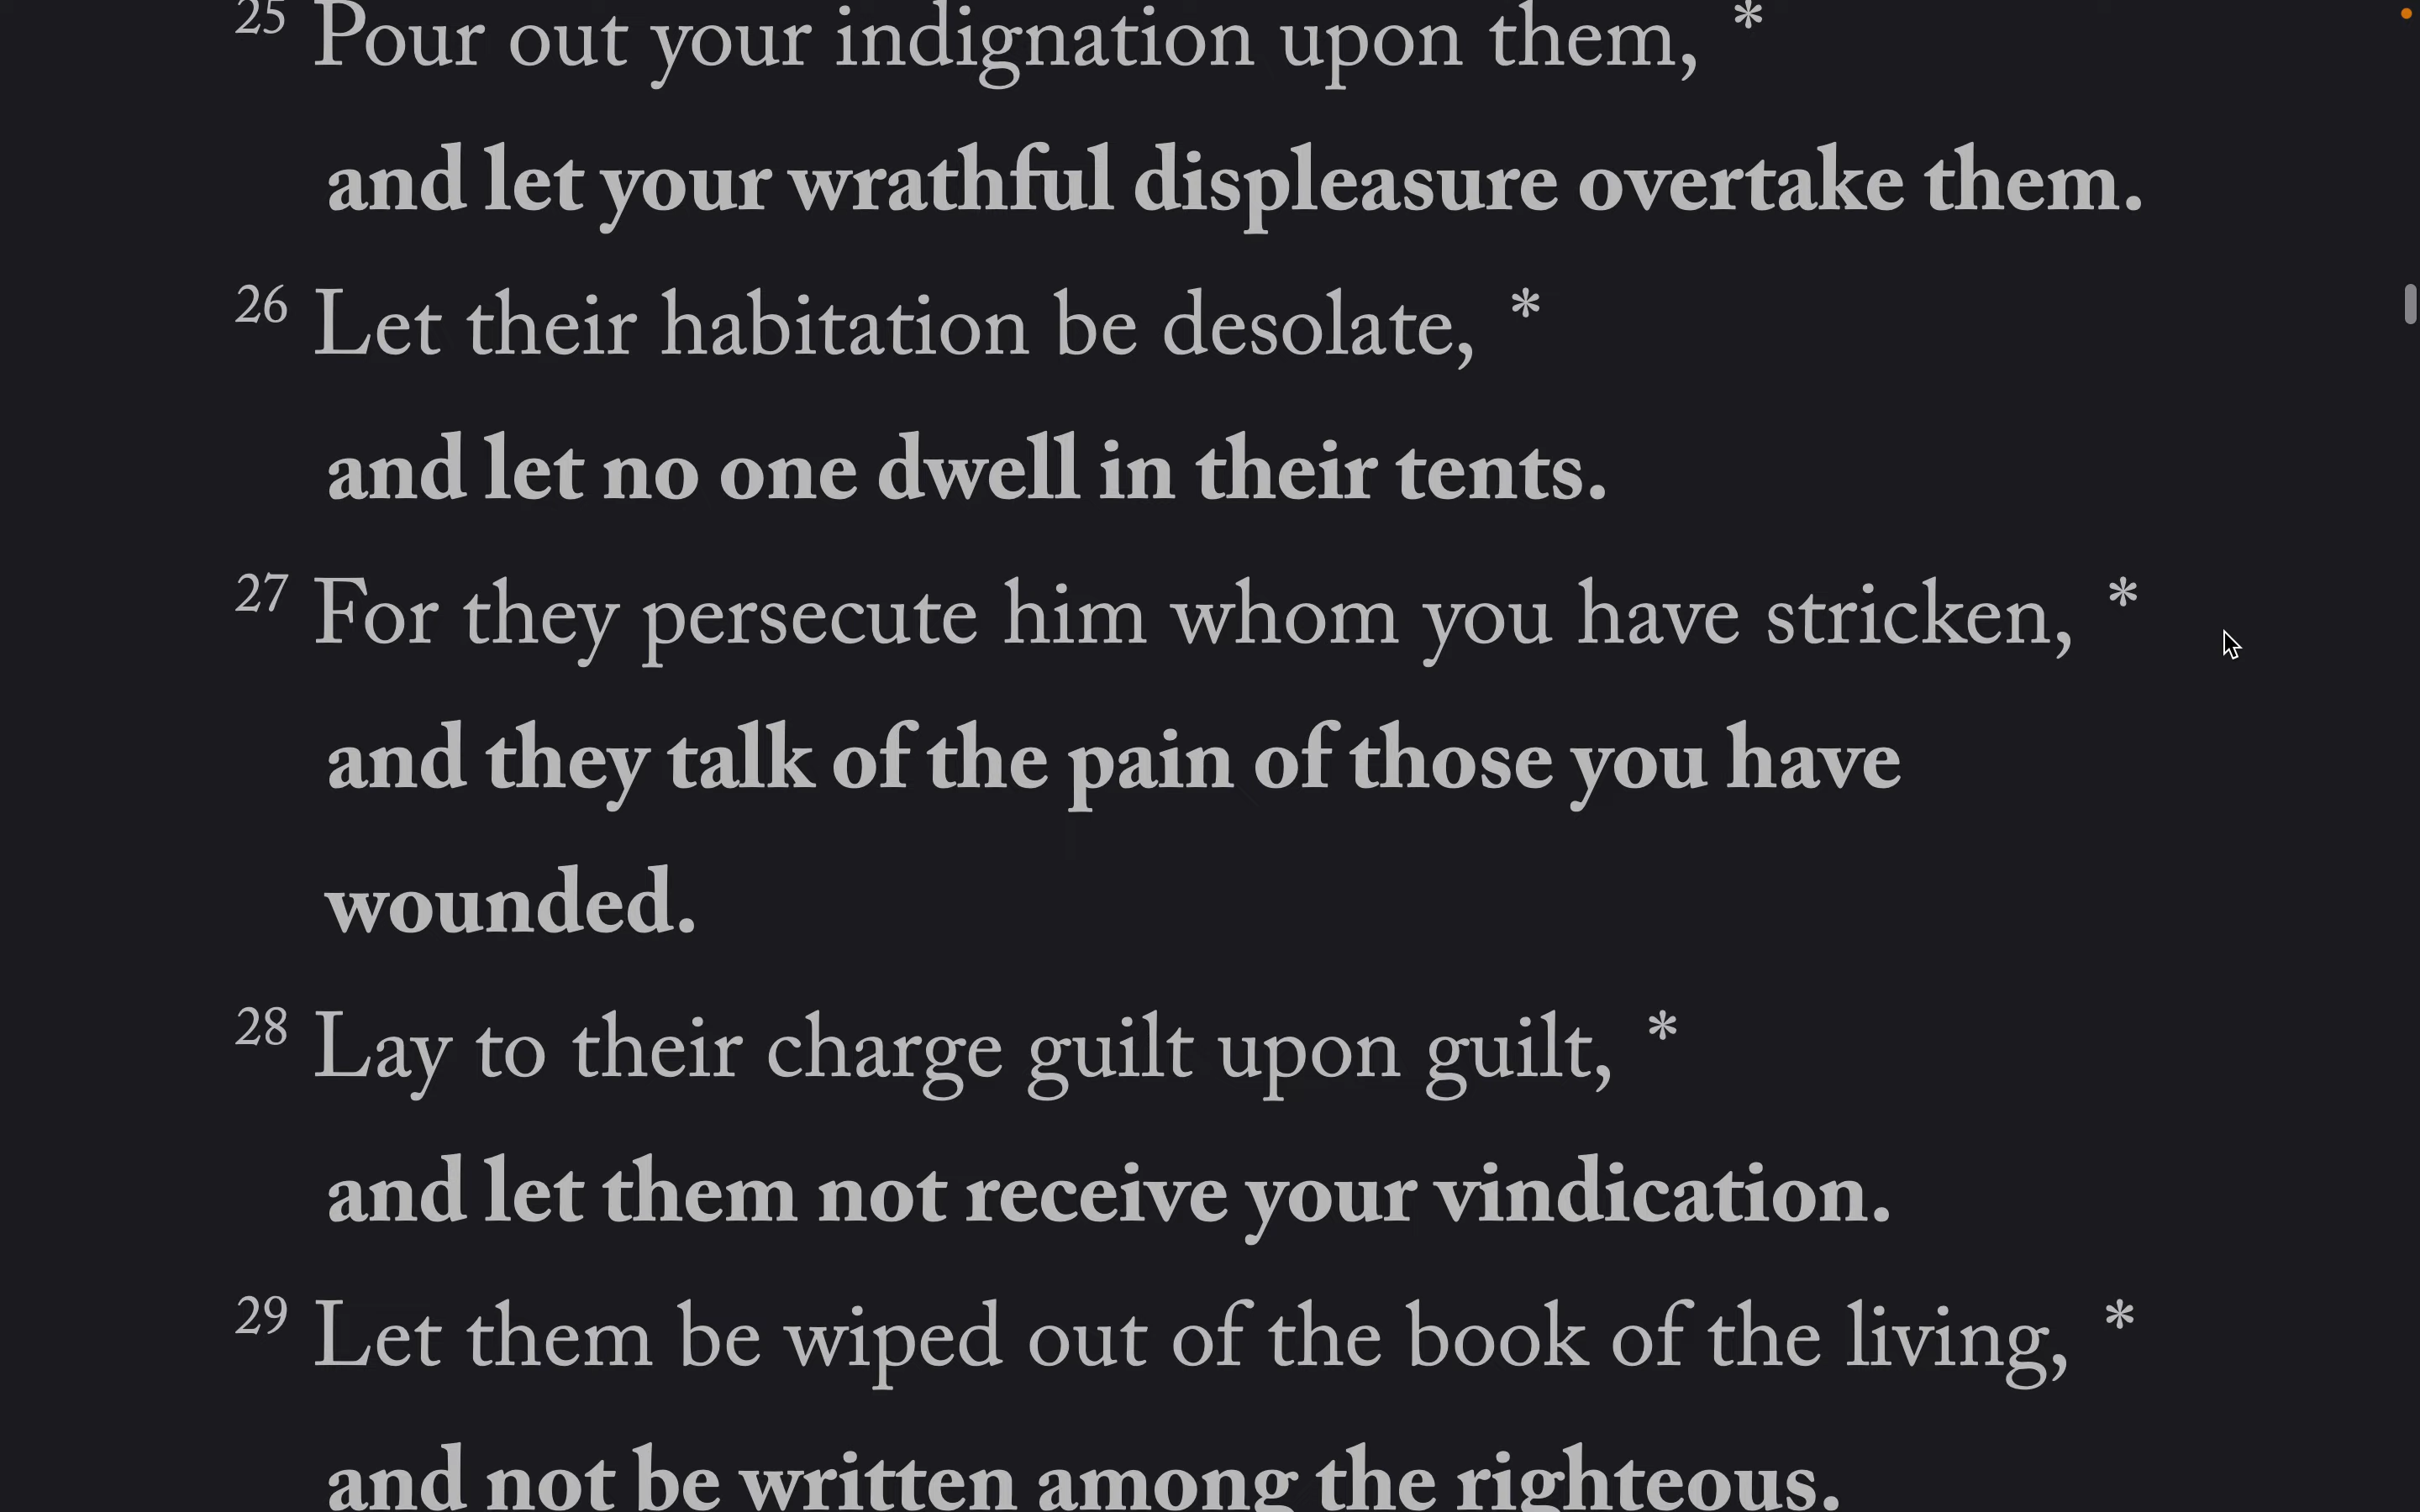 25 Pour out your indignation upon them, *
and let your wrathful displeasure overtake them.
26 Let their habitation be desolate, *
and let no one dwell in their tents.
27 For they persecute him whom you have stricken, *
and they talk of the pain of those you have
wounded.
28 Lay to their charge guilt upon guilt, *
and let them not receive your vindication.
29 Let them be wiped out of the book of the living, *
and not be written among the righteous.